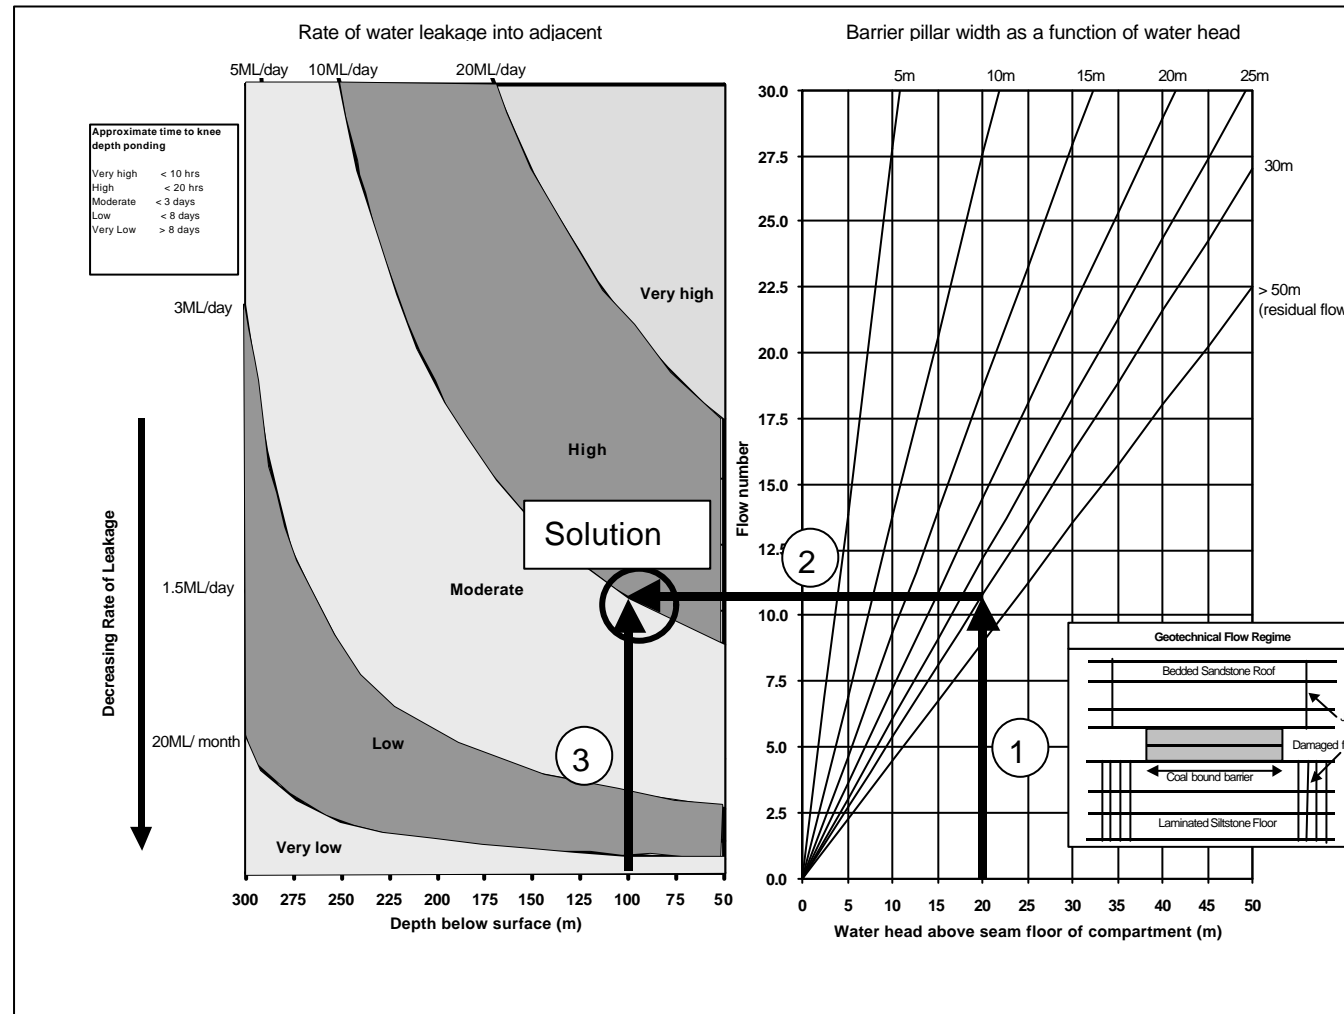 Rate of water leakage into adjacent
Barrier pillar width as a function of water head
5ML/day 10ML/day 20ML/day
5m 10m 15m 20m 25m
Approximate time to knee
depth ponding
Very high < 10 hrs
High < 20 hrs
Moderate < 3 days
Low < 8 days
Very Low > 8 days
3ML/day
1.5ML/day
20ML/ month
Decreasing Rate of Leakage
Very high
High
Moderate
Low
Very low
Solution
300 275 250 225 200 175 150 125 100 75 50
Depth below surface (m)
Flow number
30.0
27.5
25.0
22.5
20.0
17.5
15.0
12.5
10.0
7.5
5.0
2.5
0.0
30m
> 50m
(residual flow
2
3
1
0 5 10 15 20 25 30 35 40 45 50
Water head above seam floor of compartment (m)
Geotechnical Flow Regime
Bedded Sandstone Roof
Damaged f
Coal bound barrier
Laminated Siltstone Floor